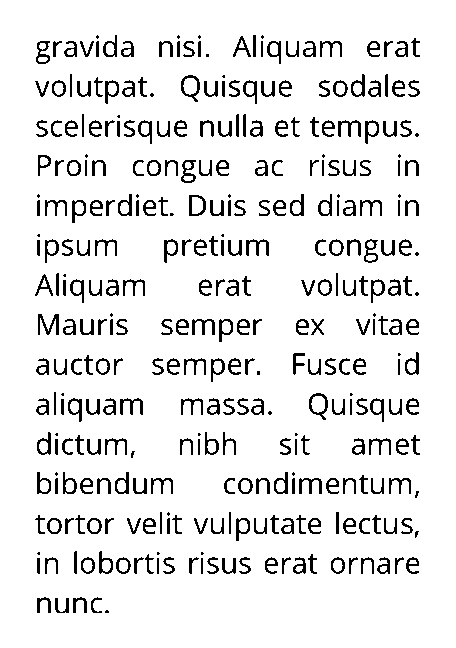 gravida nisi. Aliquam erat
volutpat. Quisque sodales
scelerisque nulla et tempus.
Proin congue ac risus in
imperdiet. Duis sed diam in
ipsum pretium congue.
Aliquam erat volutpat.
Mauris semper ex vitae
auctor semper. Fusce id
aliquam massa. Quisque
dictum, nibh sit amet
bibendum condimentum,
tortor velit vulputate lectus,
in lobortis risus erat ornare
nunc.